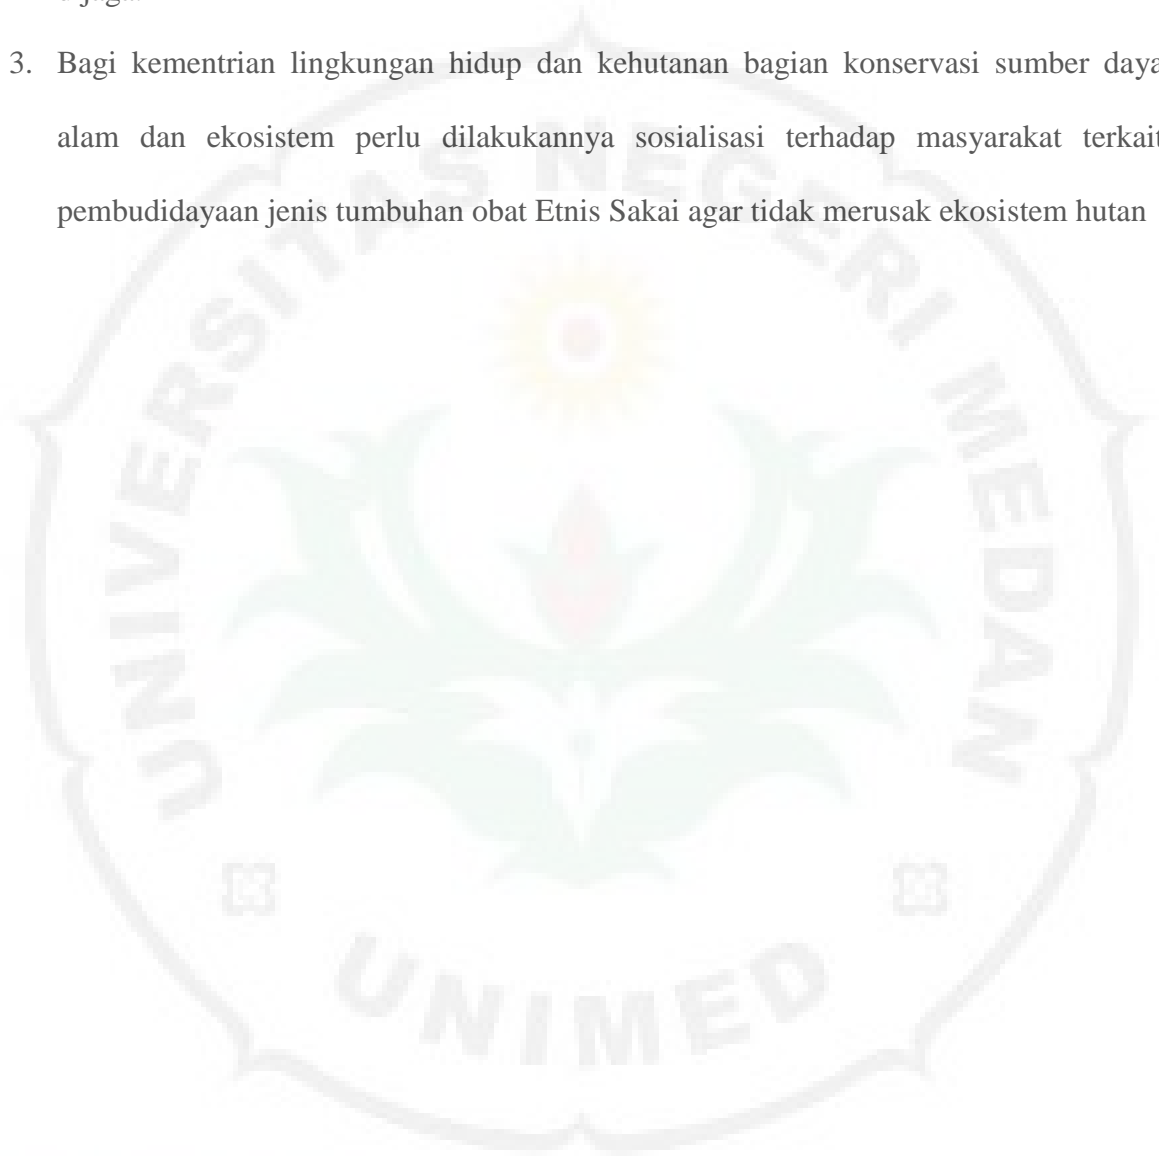 3. Bagi kementrian lingkungan hidup dan kehutanan bagian konservasi sumber daya
alam dan ekosistem perlu dilakukannya sosialisasi terhadap masyarakat terkait
pembudidayaan jenis tumbuhan obat Etnis Sakai agar tidak merusak ekosistem hutan
UNIVERSITAS NEGERI MEDAN
UNIMED